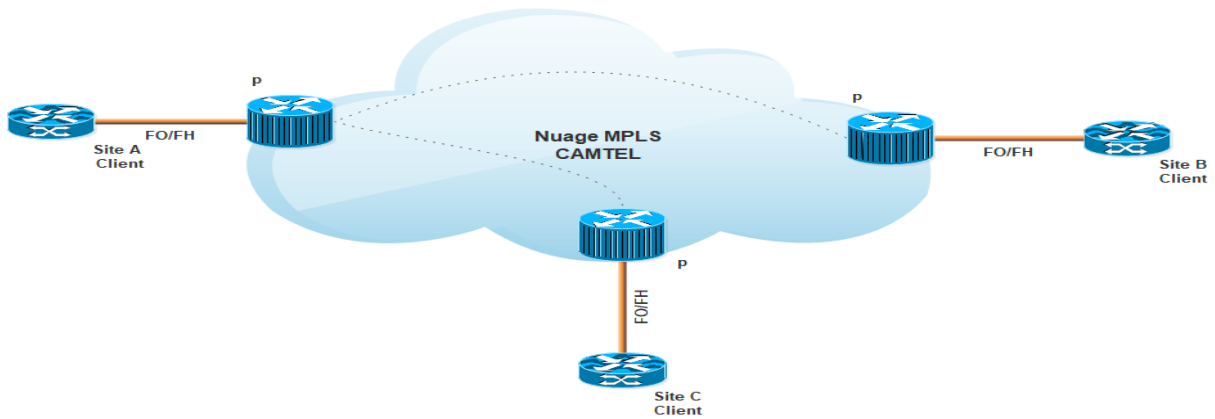 P
P
FO/FH
Site A
Client
Nuage MPLS
CAMTEL
FO/FH
Site B
Client
P
FO/FH
Site C
Client